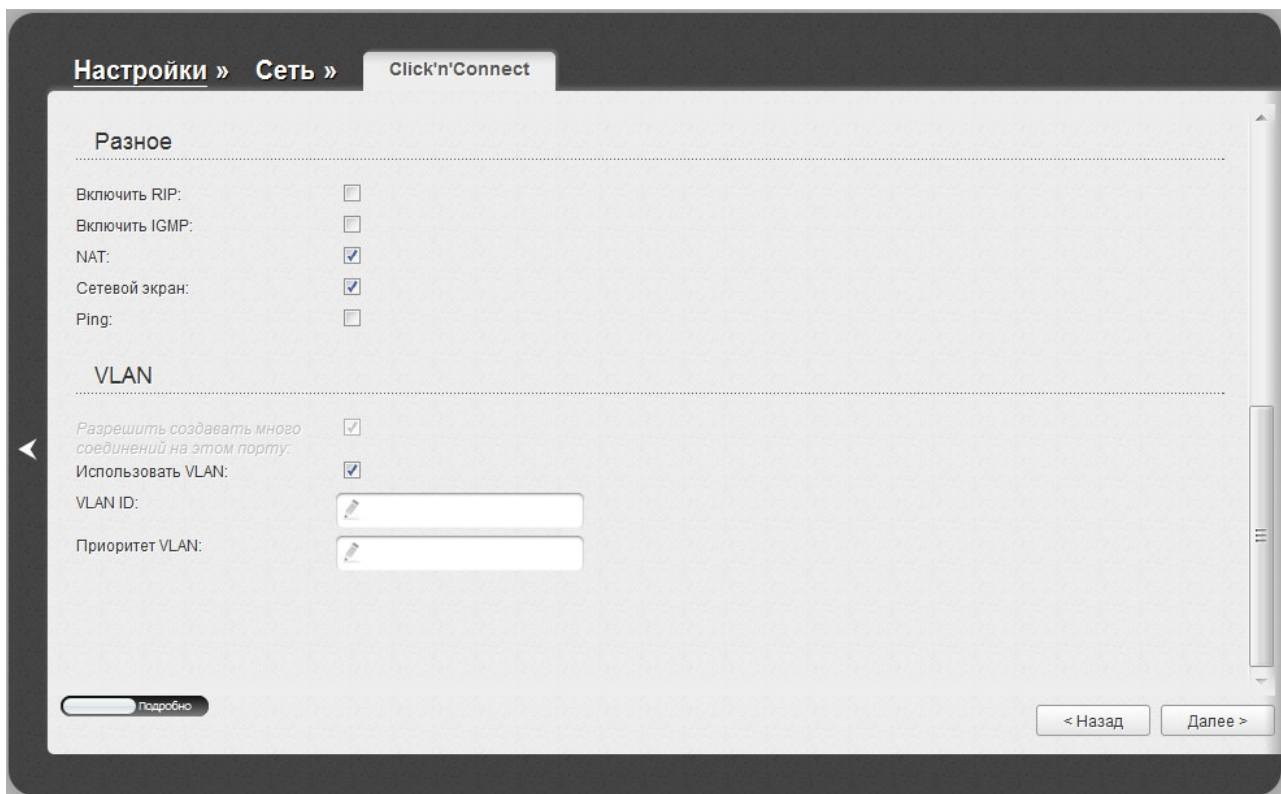 Настройки » Сеть » Click'n'Connect
Разное
Включить RIP:
Включить IGMP:
NAT:
Сетевой экран:
Ping:
VLAN
Разрешить создавать много
соединений на этом порту:
Использовать VLAN:
VLAN ID:
Приоритет VLAN:
Подробно
< Назад
Далее >